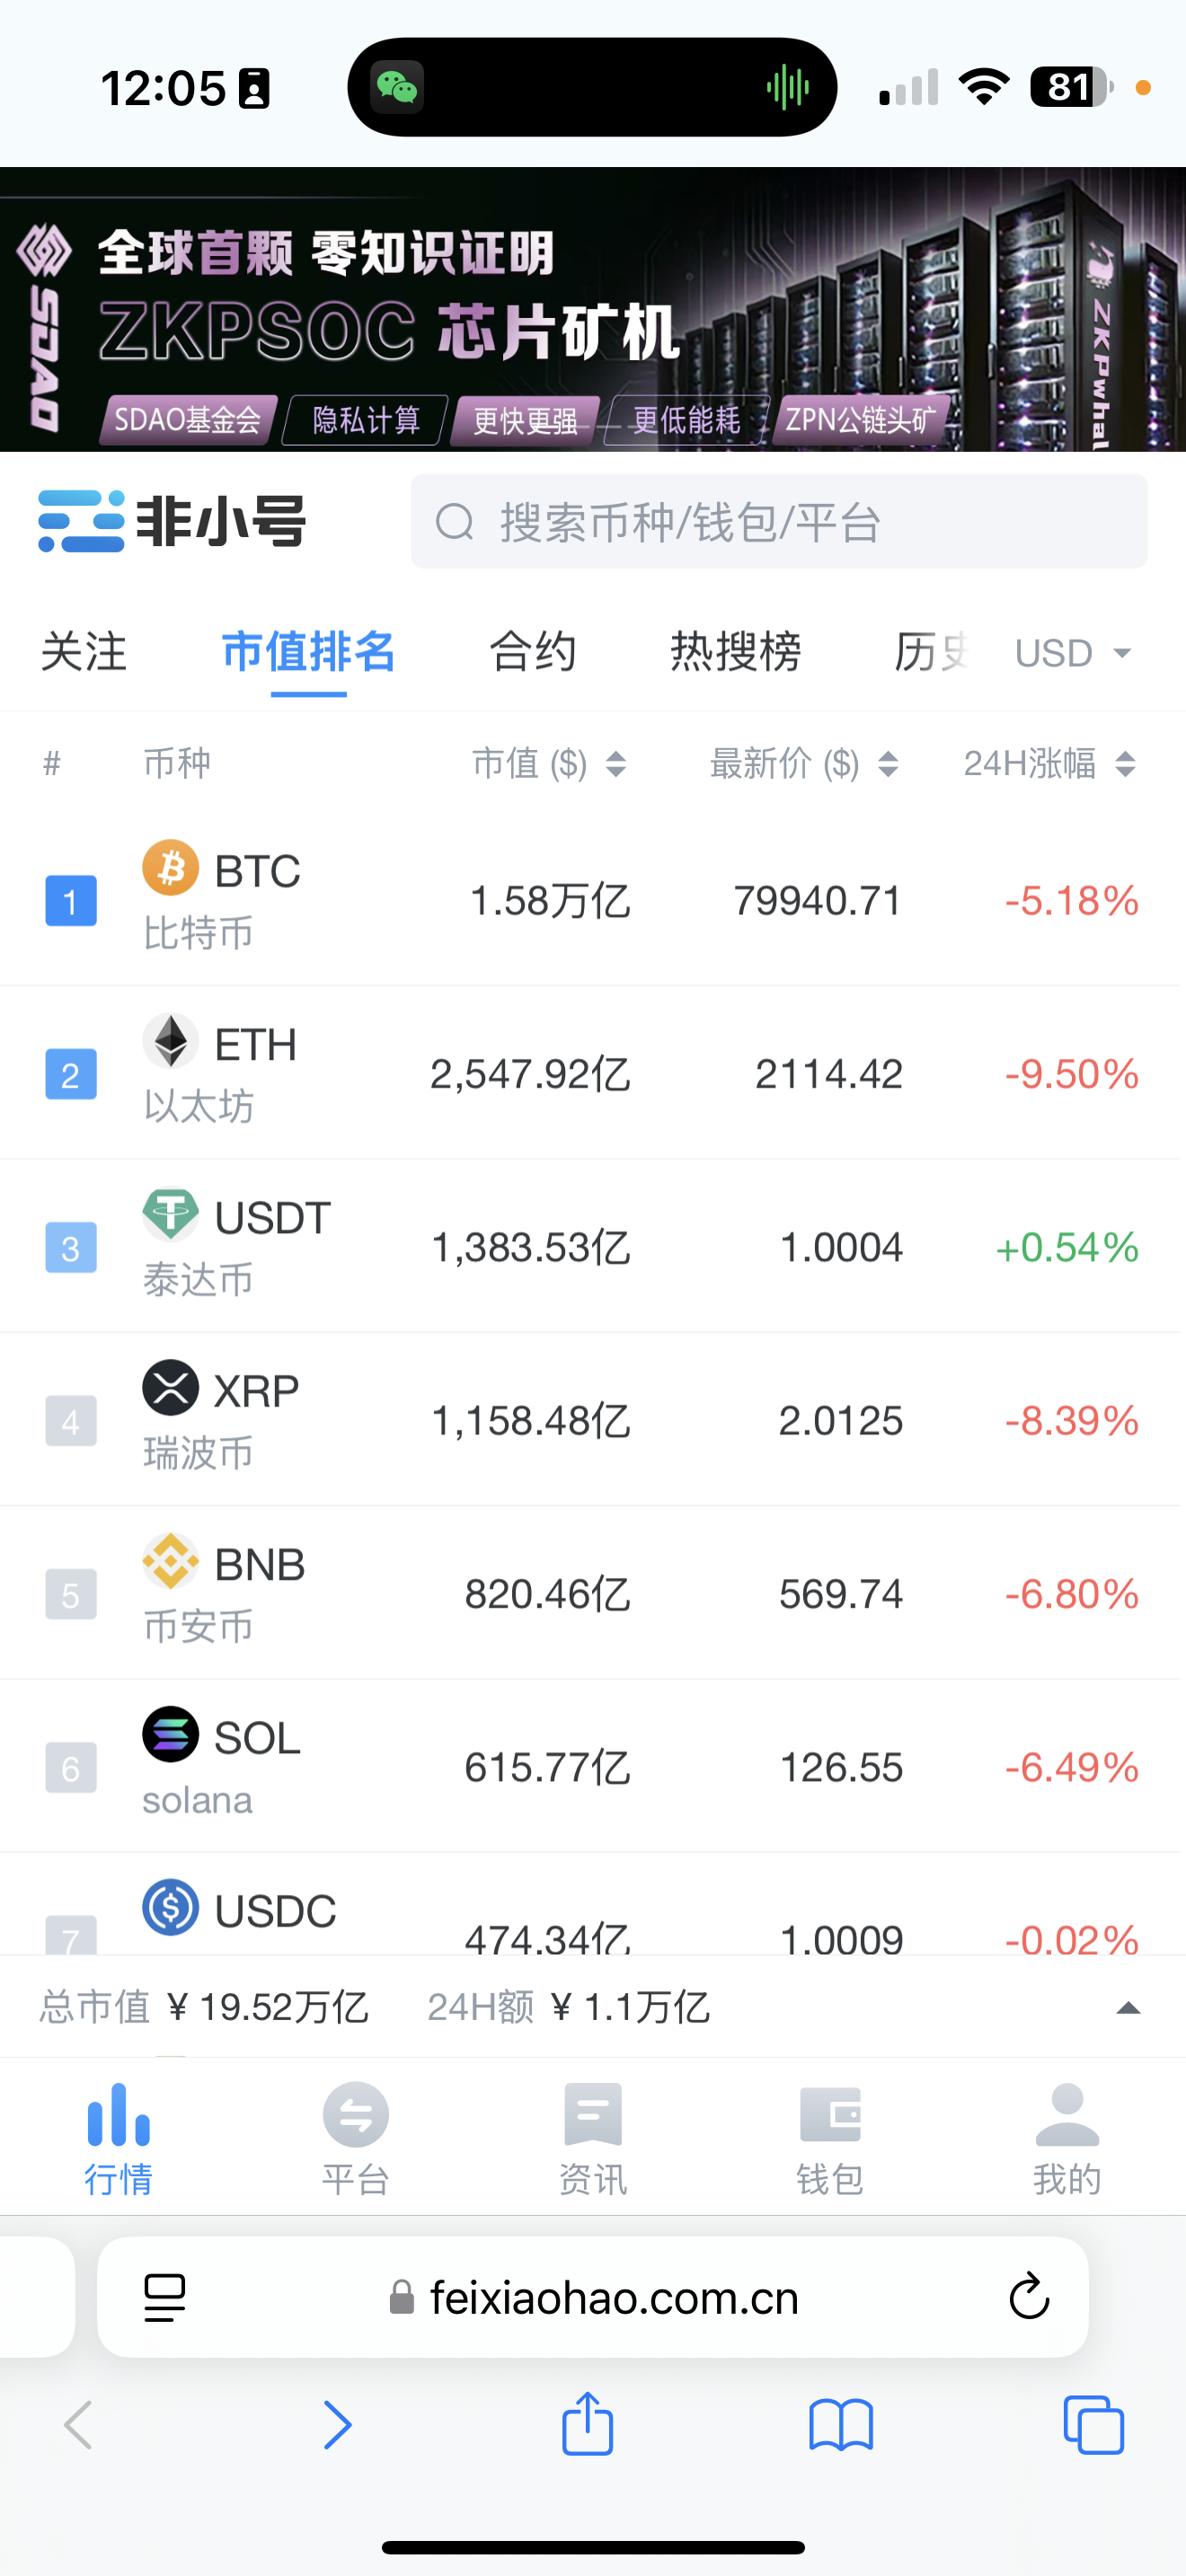 12:05
81
SDAO
全球首颗 零知识证明
ZKPSOC 芯片矿机
SDAO基金会 隐私计算 更快更强 更低能耗 ZPN公链头矿
ZKPwhal
非小号
搜索币种/钱包/平台
关注 市值排名 合约 热搜榜 历史 USD
# 币种 市值 ($) 最新价 ($) 24H涨幅
1 BTC 1.58万亿 79940.71 -5.18%
比特币
2 ETH 2,547.92亿 2114.42 -9.50%
以太坊
3 USDT 1,383.53亿 1.0004 +0.54%
泰达币
4 XRP 1,158.48亿 2.0125 -8.39%
瑞波币
5 BNB 820.46亿 569.74 -6.80%
币安币
6 SOL 615.77亿 126.55 -6.49%
solana
7 USDC 474.34亿 1.0009 -0.02%
总市值 ¥ 19.52万亿 24H额 ¥ 1.1万亿
行情 平台 资讯 钱包 我的
feixiaohao.com.cn